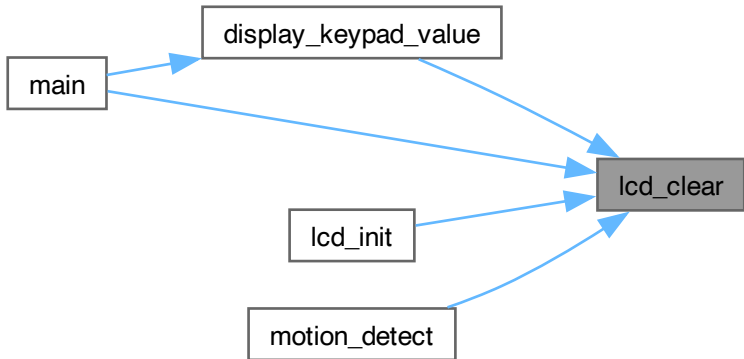 display_keypad_value
main
lcd_clear
lcd_init
motion_detect